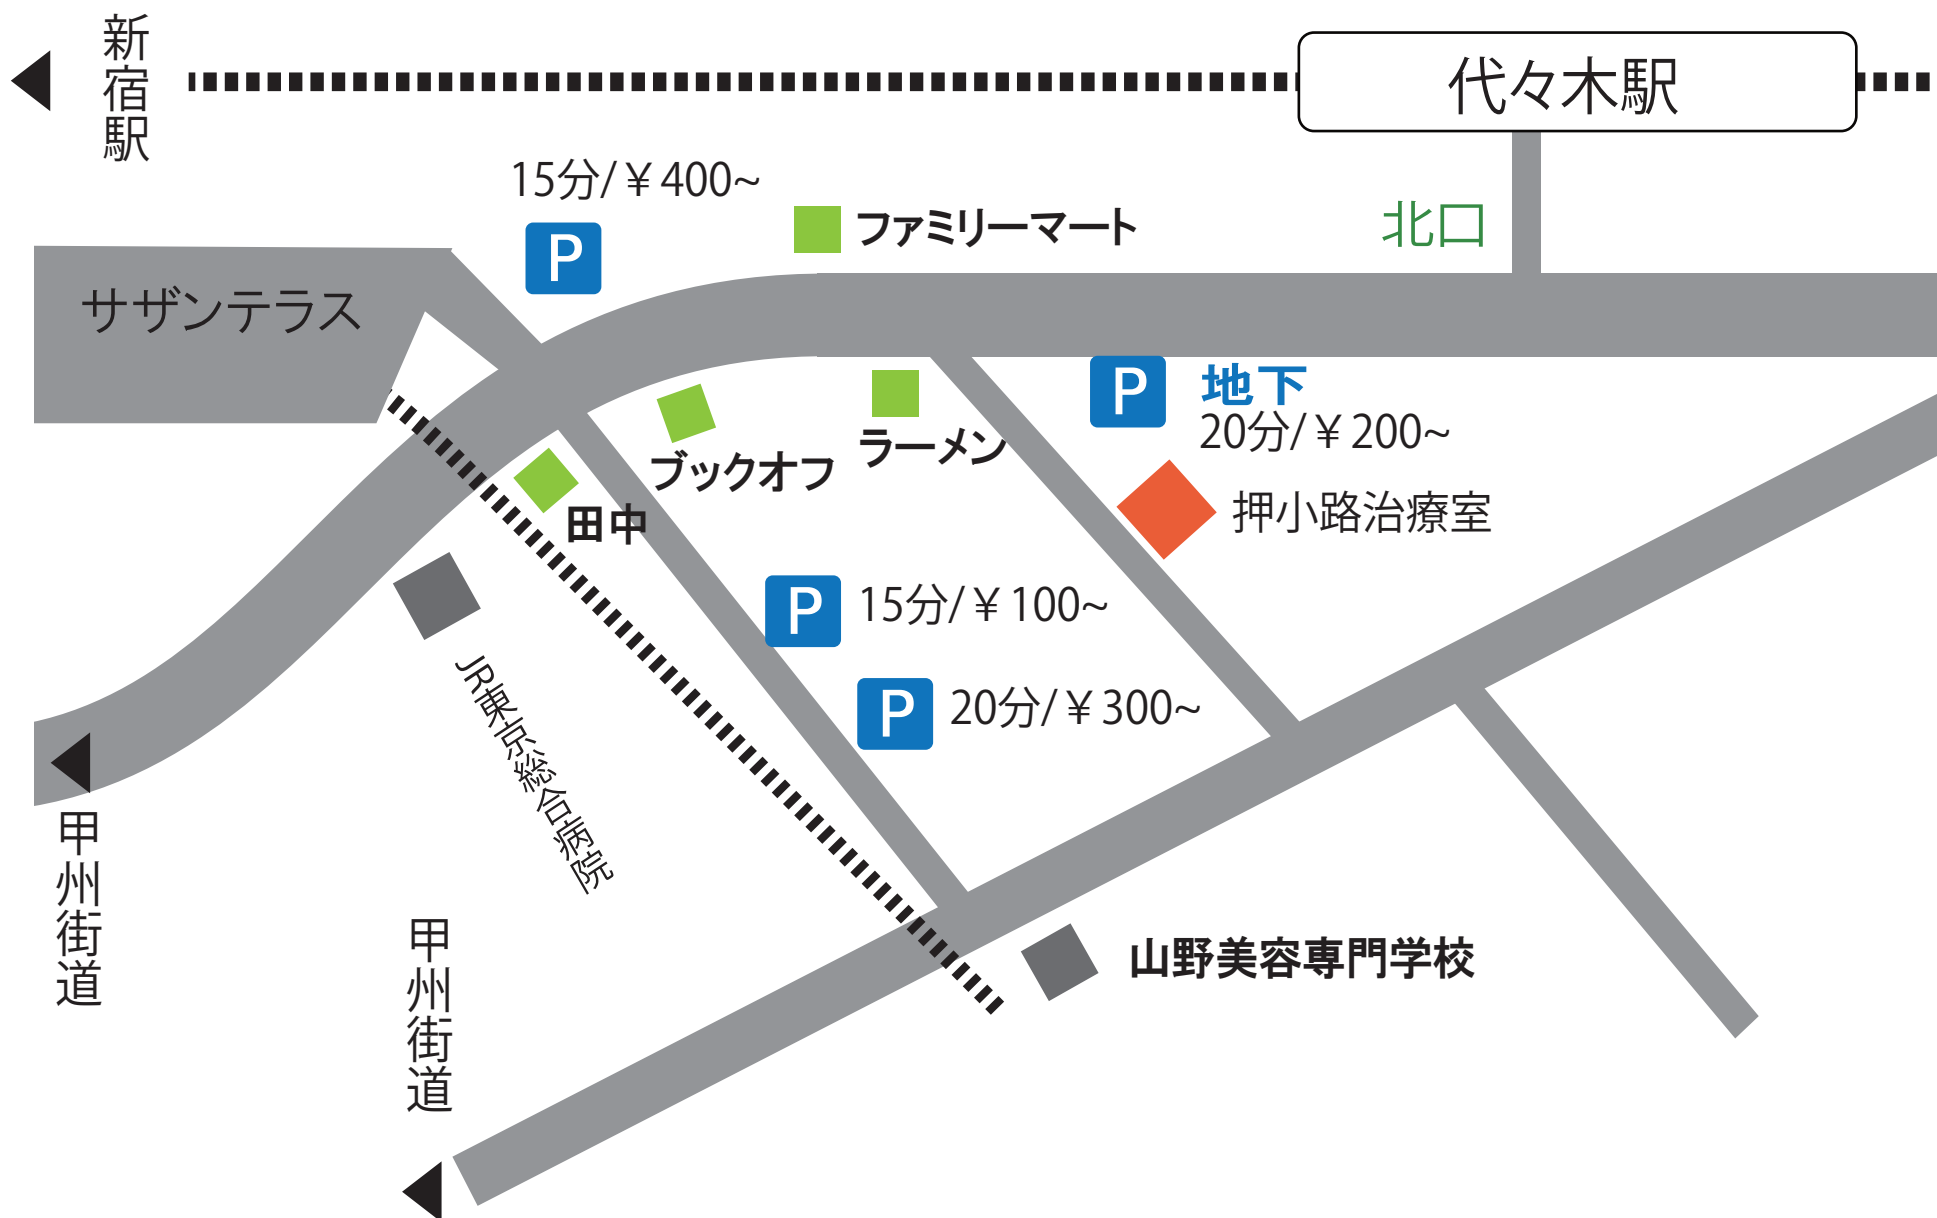 新宿駅
代々木駅
15分/￥400~
P
ファミリーマート
北口
サザンテラス
P
地下
20分/￥200~
ラーメン
ブックオフ
田中
押小路治療室
P
15分/￥100~
P
20分/￥300~
JR東京総合病院
甲州街道
甲州街道
山野美容専門学校